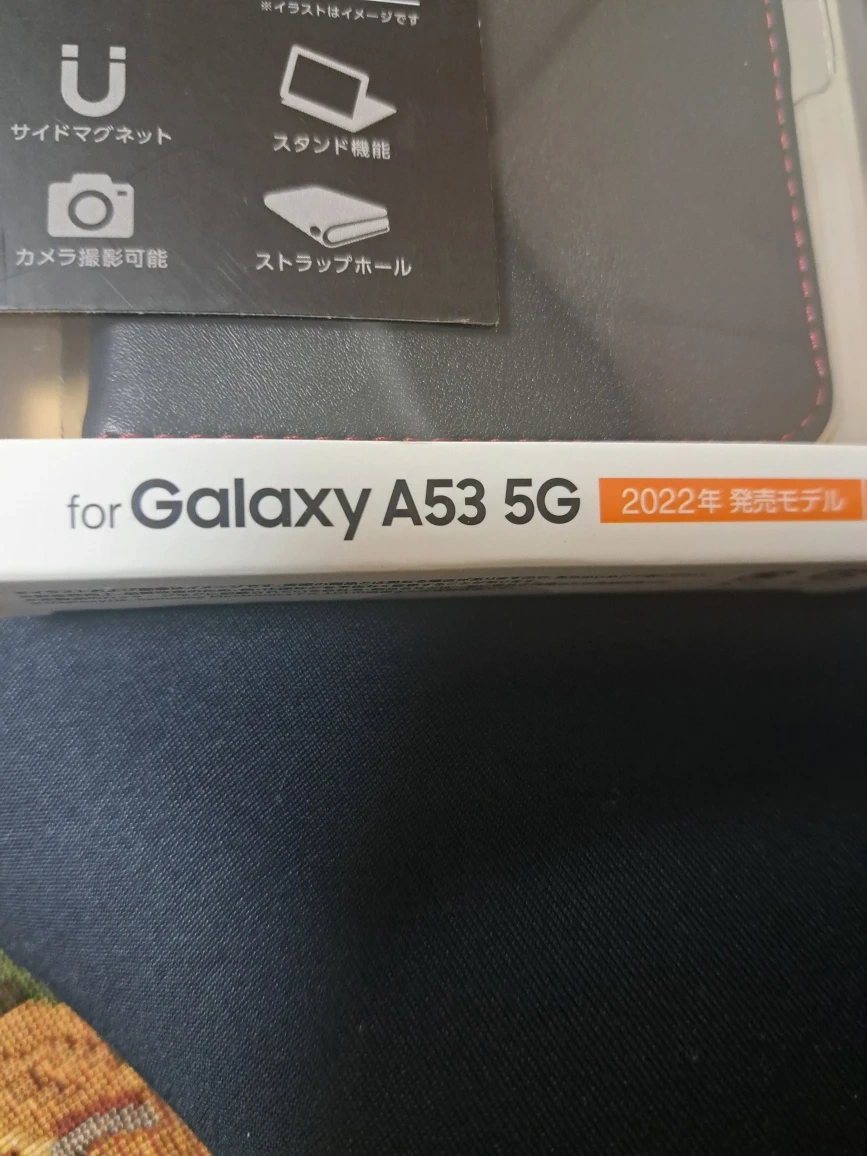 ※イラストはイメージです
サイドマグネット
スタンド機能
カメラ撮影可能
ストラップホール
for Galaxy A53 5G 2022年 発売モデル